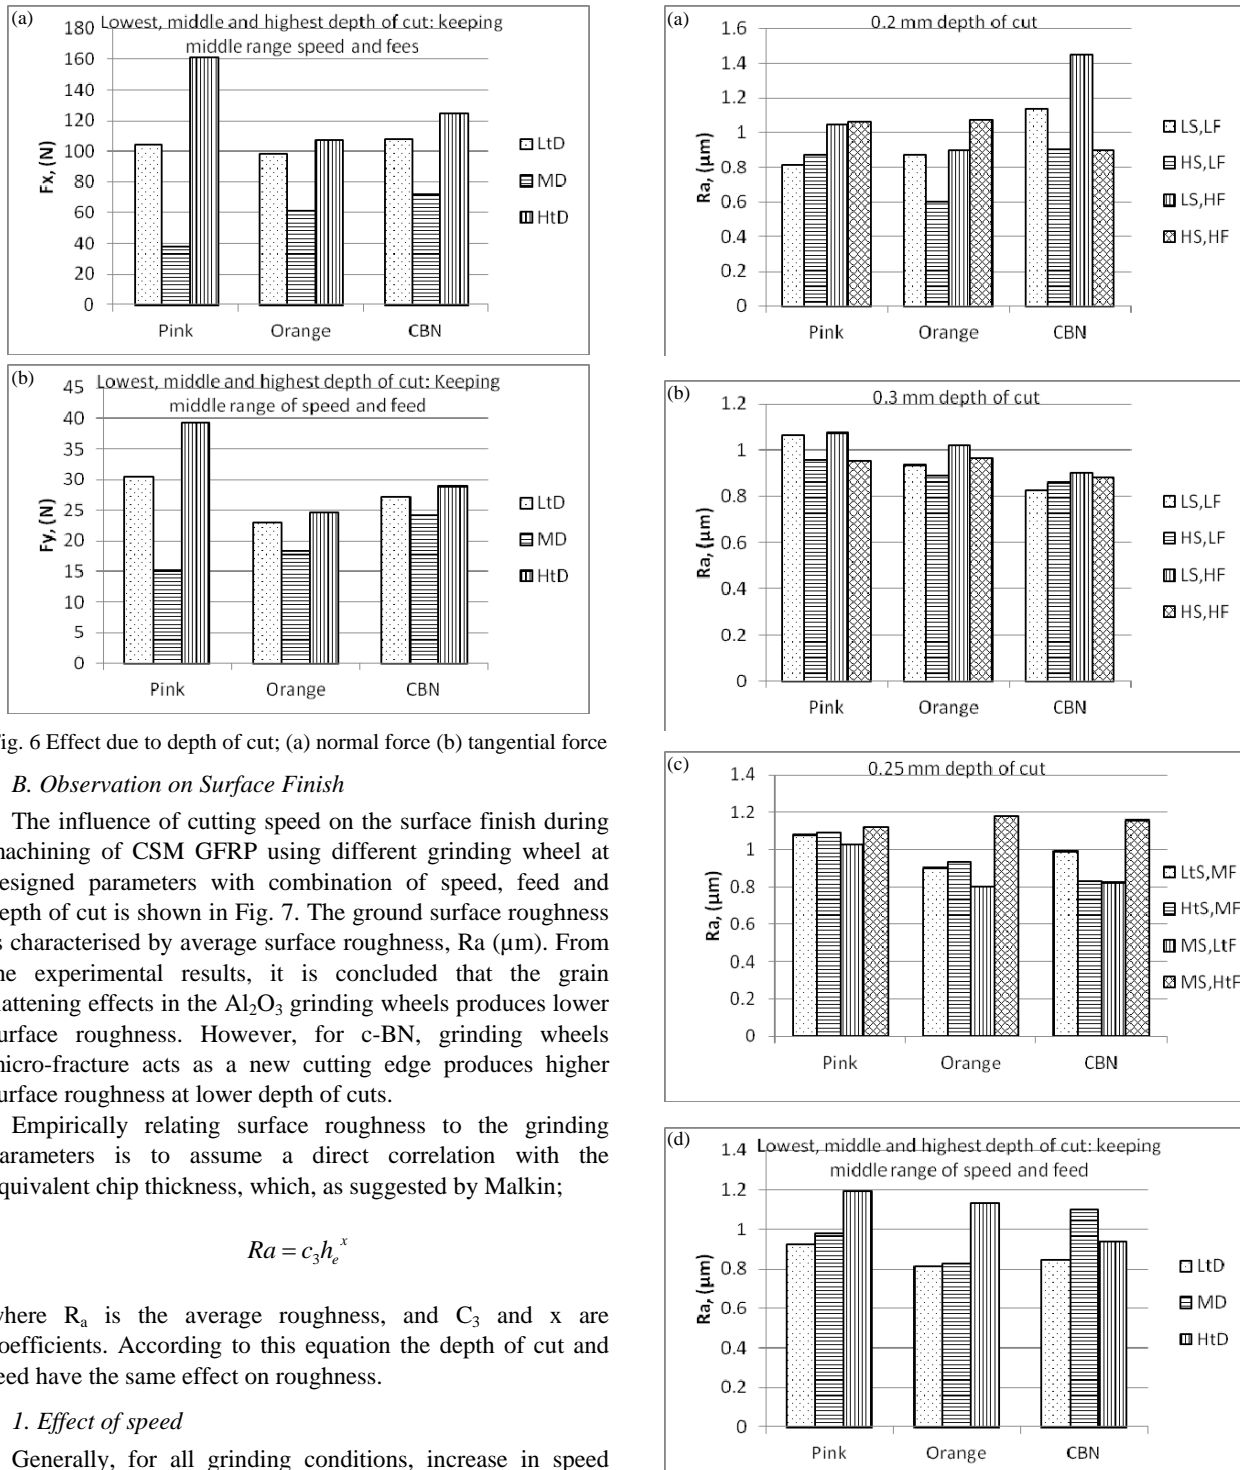 (a)
Lowest, middle and highest depth of cut: keeping
middle range speed and fees
180
160
140
120
100
80
60
40
20
0
Fx, (N)
Pink
Orange
CBN
LtD
MD
HtD
(b)
Lowest, middle and highest depth of cut: Keeping
middle range of speed and feed
45
40
35
30
25
20
15
10
5
0
Fy, (N)
Pink
Orange
CBN
LtD
MD
HtD
ig. 6 Effect due to depth of cut; (a) normal force (b) tangential force
B. Observation on Surface Finish
The influence of cutting speed on the surface finish during
machining of CSM GFRP using different grinding wheel at
designed parameters with combination of speed, feed and
depth of cut is shown in Fig. 7. The ground surface roughness
s characterised by average surface roughness, Ra (µm). From
he experimental results, it is concluded that the grain
lattening effects in the Al₂O₃ grinding wheels produces lower
urface roughness. However, for c-BN, grinding wheels
micro-fracture acts as a new cutting edge produces higher
urface roughness at lower depth of cuts.
Empirically relating surface roughness to the grinding
arameters is to assume a direct correlation with the
quivalent chip thickness, which, as suggested by Malkin;
Ra = c₃hₑˣ
where Rₐ is the average roughness, and C₃ and x are
oefficients. According to this equation the depth of cut and
eed have the same effect on roughness.
1. Effect of speed
Generally, for all grinding conditions, increase in speed
(a)
0.2 mm depth of cut
1.6
1.4
1.2
1
0.8
0.6
0.4
0.2
0
Ra, (µm)
Pink
Orange
CBN
LS,LF
HS,LF
LS,HF
HS,HF
(b)
0.3 mm depth of cut
1.2
1
0.8
0.6
0.4
0.2
0
Ra, (µm)
Pink
Orange
CBN
LS,LF
HS,LF
LS,HF
HS,HF
(c)
0.25 mm depth of cut
1.4
1.2
1
0.8
0.6
0.4
0.2
0
Ra, (µm)
Pink
Orange
CBN
LtS,MF
HtS,MF
MS,LtF
MS,HtF
(d)
Lowest, middle and highest depth of cut: keeping
middle range of speed and feed
1.4
1.2
1
0.8
0.6
0.4
0.2
0
Ra, (µm)
Pink
Orange
CBN
LtD
MD
HtD